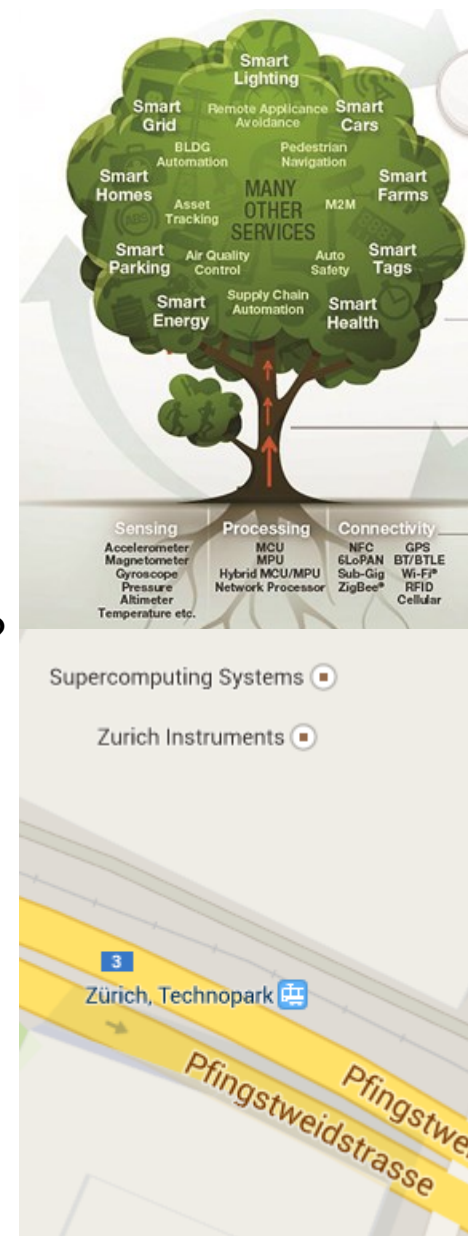 Smart
Lighting
Smart
Grid
Remote Applicance
Avoidance
Smart
Cars
BLDG
Automation
Pedestrian
Navigation
Smart
Homes
MANY
OTHER
SERVICES
Smart
Farms
Asset
Tracking
M2M
Smart
Parking
Air Quality
Control
Auto
Safety
Smart
Tags
Smart
Energy
Supply Chain
Automation
Smart
Health
Sensing
Accelerometer
Magnetometer
Gyroscope
Pressure
Altimeter
Temperature etc.
Processing
MCU
MPU
Hybrid MCU/MPU
Network Processor
Connectivity
NFC
6LoPAN
Sub-Gig
ZigBee®
GPS
BT/BTLE
Wi-Fi®
RFID
Cellular
Supercomputing Systems
Zurich Instruments
3
Zürich, Technopark
Pfingstweidstrasse
Pfingstwe